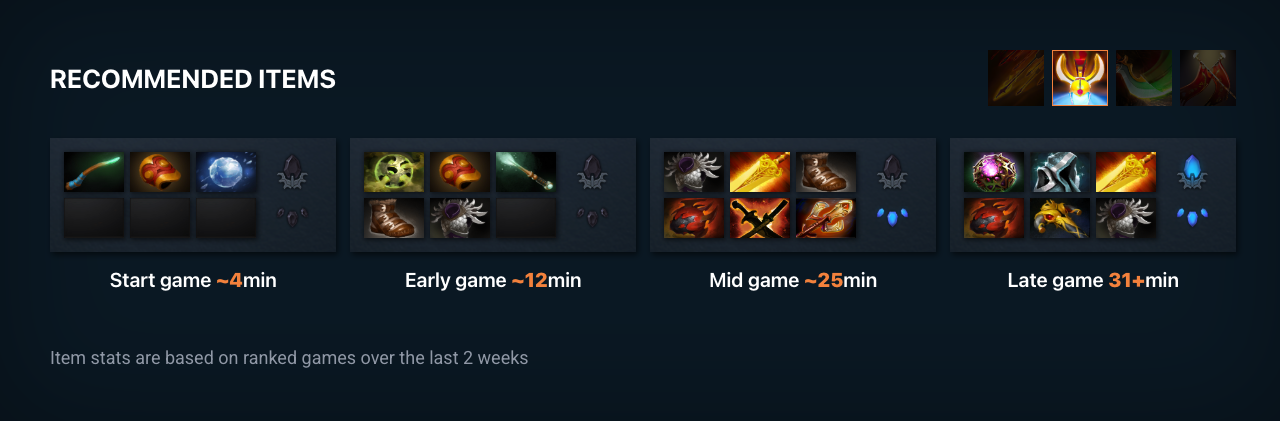 RECOMMENDED ITEMS
Start game ~4min
Early game ~12min
Mid game ~25min
Late game 31+min
Item stats are based on ranked games over the last 2 weeks